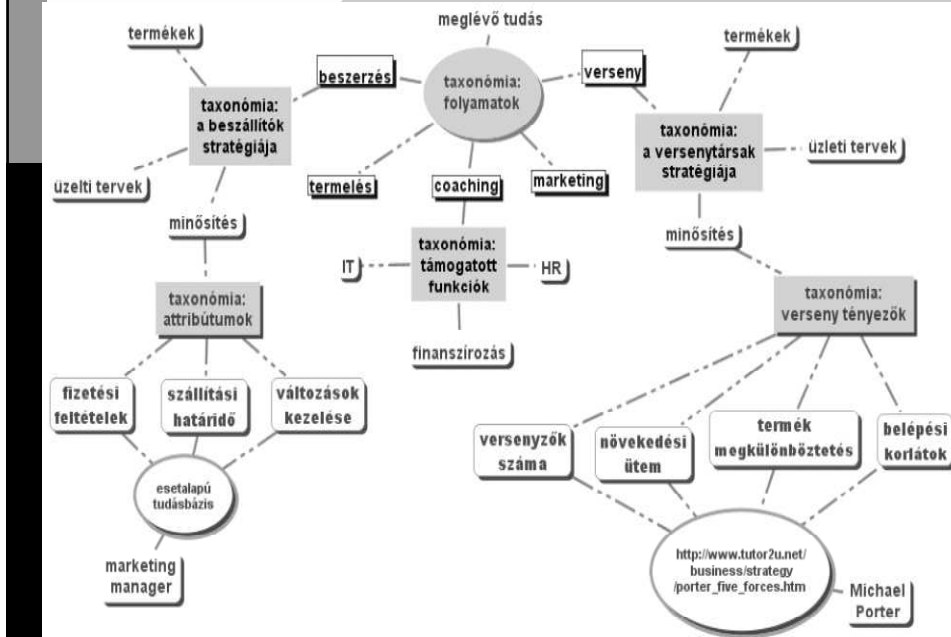 meglévő tudás
termékek
termékek
beszerzés
taxonómia:
folyamatok
verseny
taxonómia:
a beszállítók
stratégiája
taxonómia:
a versenytársak
stratégiája
üzleti tervek
üzelti tervek
termelés
coaching
marketing
minősítés
minősítés
taxonómia:
támogatott
funkciók
IT
HR
taxonómia:
attribútumok
taxonómia:
verseny tényezők
finanszírozás
fizetési
feltételek
szállítási
határidő
változások
kezelése
versenyzők
száma
növekedési
ütem
termék
megkülönböztetés
belépési
korlátok
esetalapú
tudásbázis
marketing
manager
http://www.tutor2u.net/
business/strategy
/porter_five_forces.htm
Michael
Porter